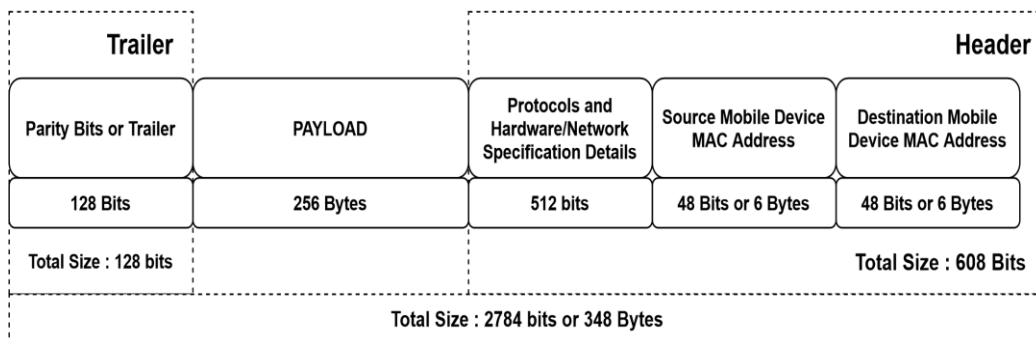 Trailer
Header
Parity Bits or Trailer
PAYLOAD
Protocols and
Hardware/Network
Specification Details
Source Mobile Device
MAC Address
Destination Mobile
Device MAC Address
128 Bits
256 Bytes
512 bits
48 Bits or 6 Bytes
48 Bits or 6 Bytes
Total Size : 128 bits
Total Size : 608 Bits
Total Size : 2784 bits or 348 Bytes